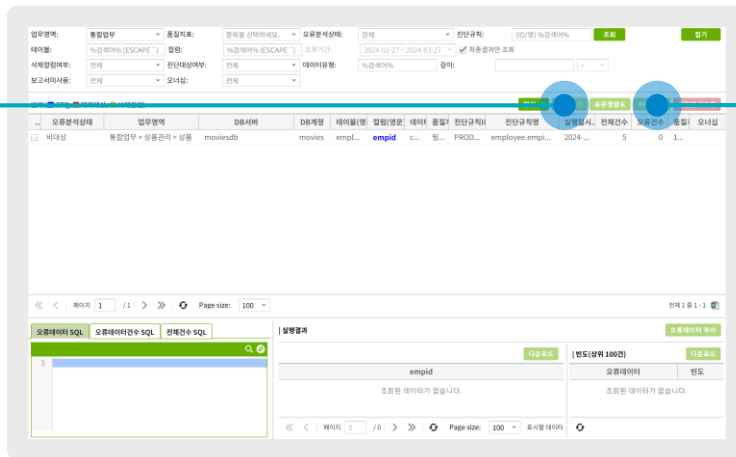 업무영역: 통합업무 품질지표: 항목을 선택하세요. 오류분석상태: 전체 진단규칙: (ID/명) %검색어% 조회 접기
테이블: %검색어% (ESCAPE `) 컬럼: %검색어% (ESCAPE `) 조회기간: 2024-02-27 ~ 2024-03-27 최종결과만 조회
삭제컬럼여부: 전체 진단대상여부: 전체 데이터유형: %검색어% 길이: =
보고서미사용: 전체 오너십: 전체
표준영향도
... 오류분석상태 업무영역 DB서버 DB계정 테이블(영 컬럼(영문) 데이터 품질지 진단규칙II 진단규칙명 실행일시. 전체건수 오류건수 품질지 오너십
비대상 통합업무 > 상품관리 > 상품 moviesdb movies empl... empid c... 필... PROD... employee.empi... 2024-... 5 0 1...
페이지 1 / 1 Page size: 100 전체 1 중 1 - 1
오류데이터 SQL 오류데이터건수 SQL 전체건수 SQL 실행결과 오류데이터 추이
다운로드 빈도(상위 100건) 다운로드
1 empid 오류데이터 빈도
조회된 데이터가 없습니다. 조회된 데이터가 없습니다.
페이지 0 / 0 Page size: 100 표시할 데이터